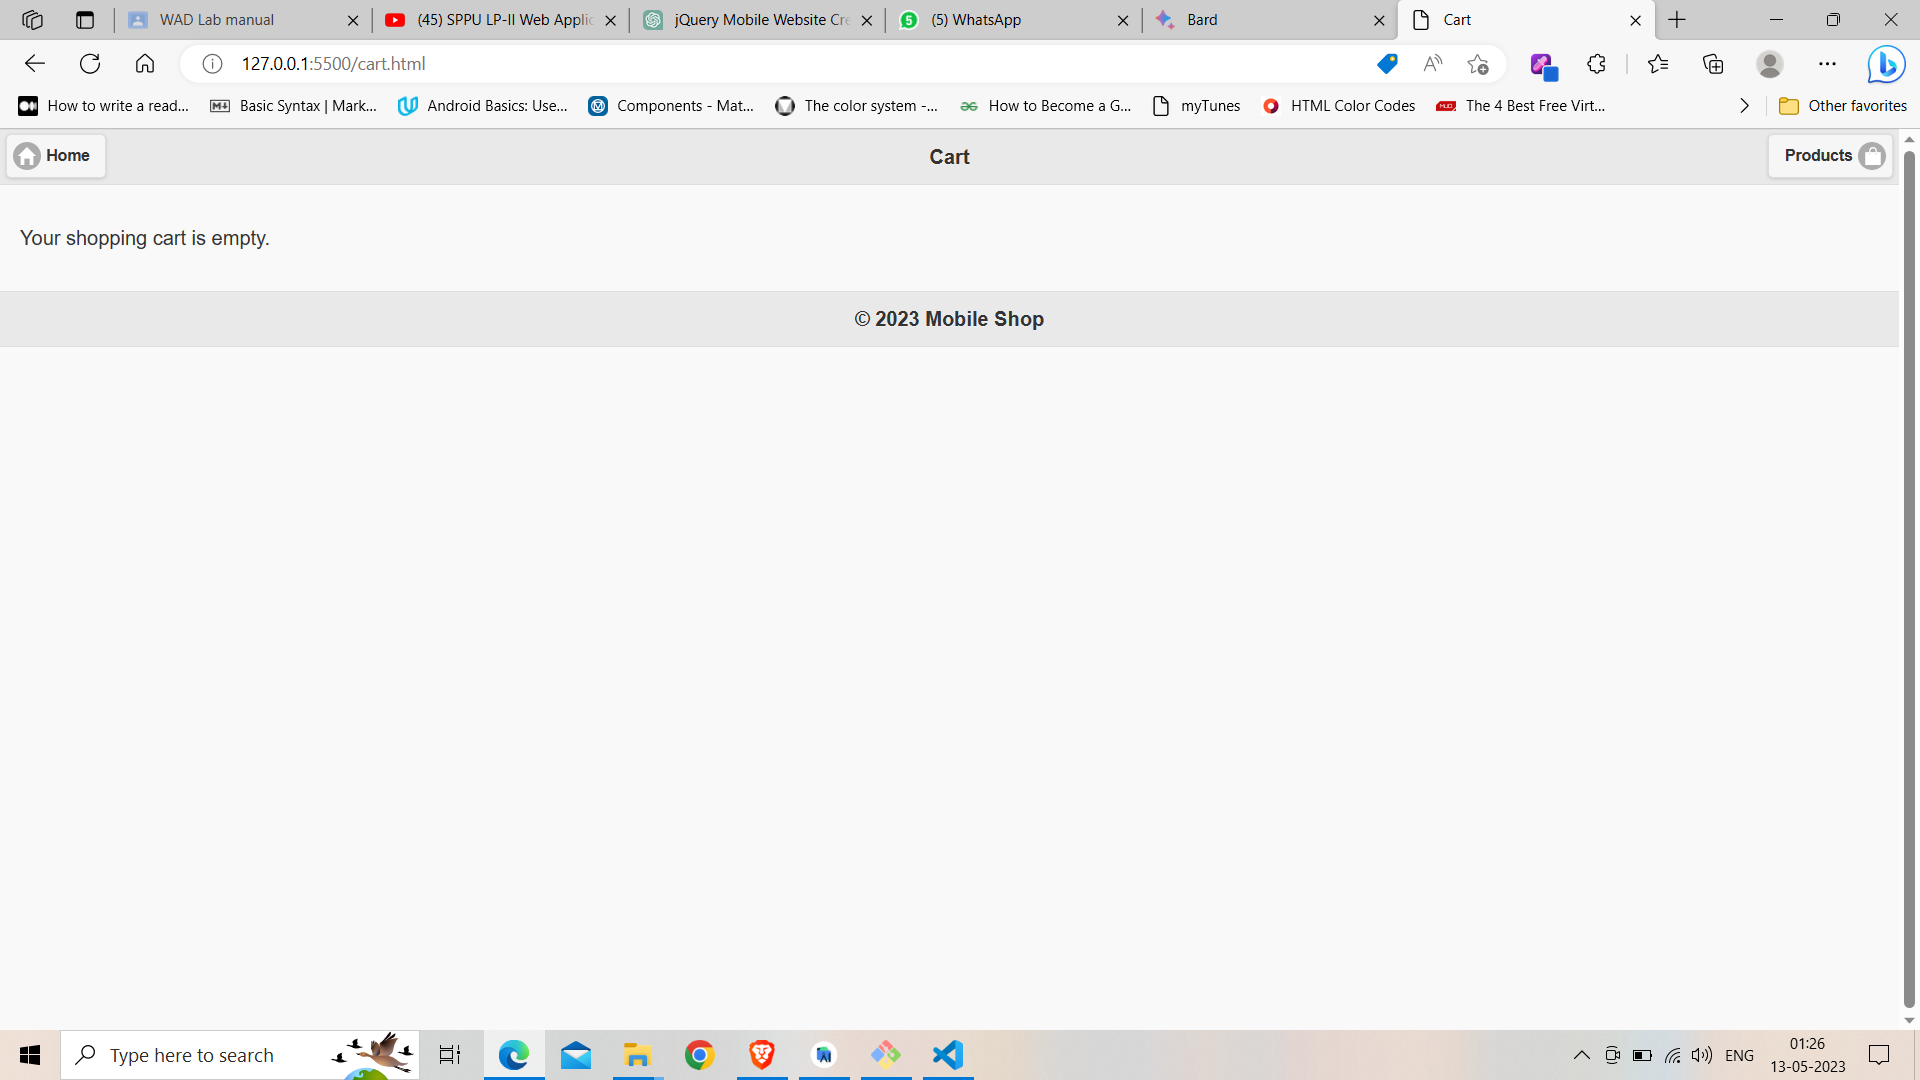 WAD Lab manual
(45) SPPU LP-II Web Applic
jQuery Mobile Website Cre
5
(5) WhatsApp
Bard
Cart
127.0.0.1:5500/cart.html
How to write a read...
Basic Syntax | Mark...
Android Basics: Use...
Components - Mat...
The color system -...
How to Become a G...
myTunes
HTML Color Codes
MUO
The 4 Best Free Virt...
Other favorites
Home
Cart
Products
Your shopping cart is empty.
© 2023 Mobile Shop
Type here to search
ENG
01:26
13-05-2023